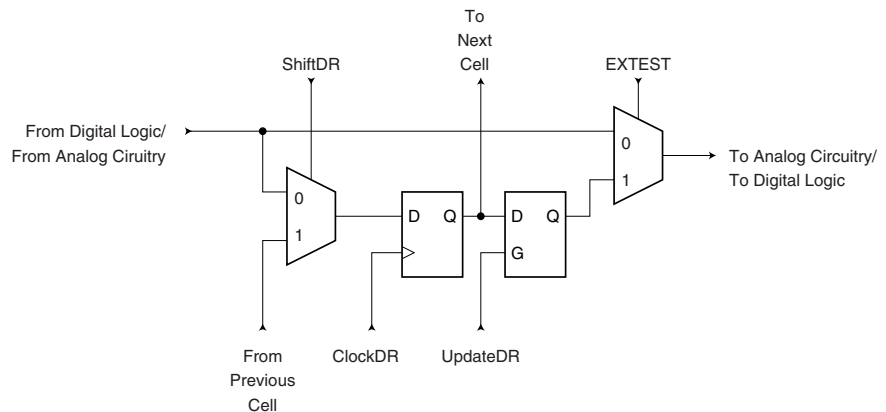 To
Next
Cell
ShiftDR
EXTEST
From Digital Logic/
From Analog Ciruitry
0
1
To Analog Circuitry/
To Digital Logic
0
1
D Q
D Q
G
From
Previous
Cell
ClockDR
UpdateDR